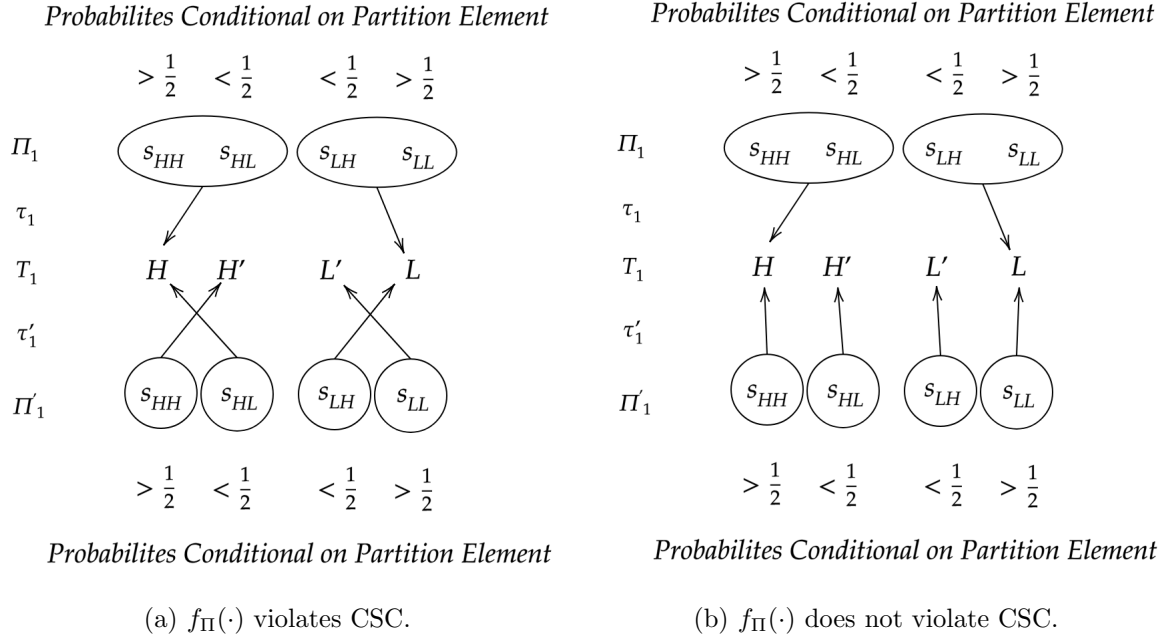 Probabilites Conditional on Partition Element
> 1/2 < 1/2 < 1/2 > 1/2
Π₁ s_HH s_HL s_LH s_LL
τ₁
T₁ H H′ L′ L
τ′₁
Π′₁ s_HH s_HL s_LH s_LL
> 1/2 < 1/2 < 1/2 > 1/2
Probabilites Conditional on Partition Element
(a) f_Π(·) violates CSC.
Probabilites Conditional on Partition Element
> 1/2 < 1/2 < 1/2 > 1/2
Π₁ s_HH s_HL s_LH s_LL
τ₁
T₁ H H′ L′ L
τ′₁
Π′₁ s_HH s_HL s_LH s_LL
> 1/2 < 1/2 < 1/2 > 1/2
Probabilites Conditional on Partition Element
(b) f_Π(·) does not violate CSC.